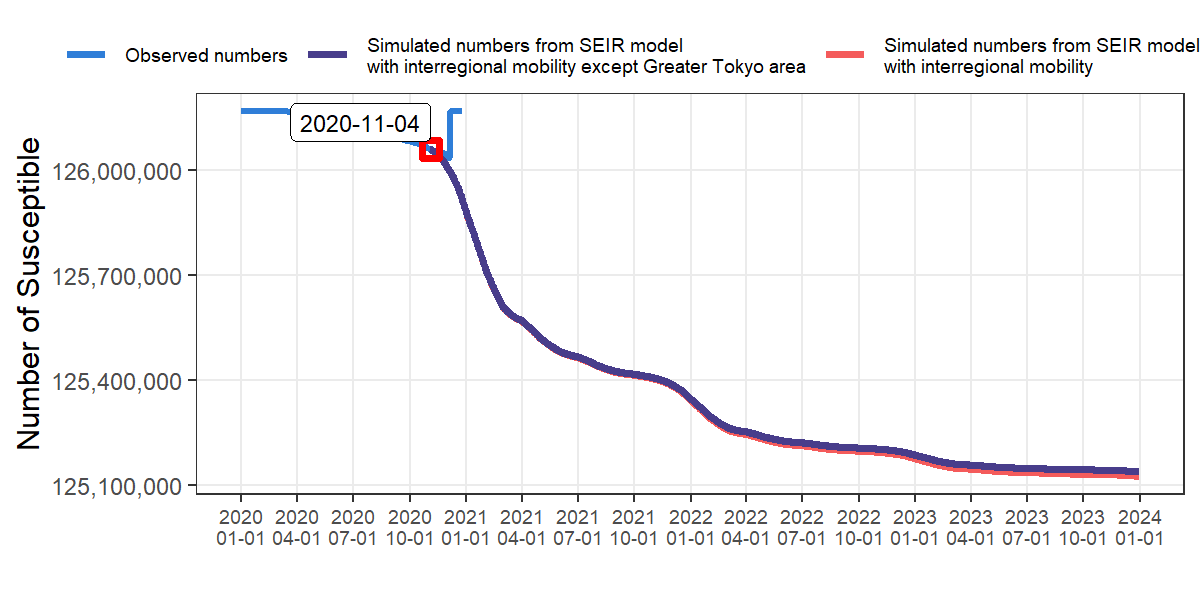 Observed numbers
Simulated numbers from SEIR model
with interregional mobility except Greater Tokyo area
Simulated numbers from SEIR model
with interregional mobility
2020-11-04
Number of Susceptible
126,000,000
125,700,000
125,400,000
125,100,000
2020 2020 2020 2020 2021 2021 2021 2021 2022 2022 2022 2022 2023 2023 2023 2023 2024
01-01 04-01 07-01 10-01 01-01 04-01 07-01 10-01 01-01 04-01 07-01 10-01 01-01 04-01 07-01 10-01 01-01